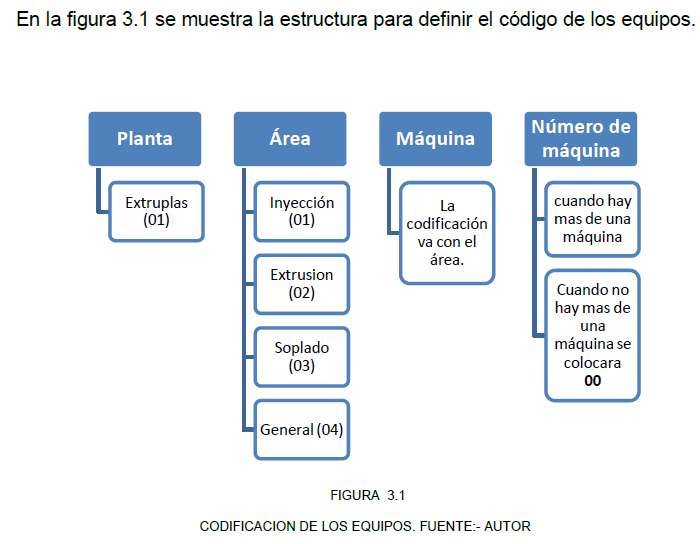 En la figura 3.1 se muestra la estructura para definir el código de los equipos.
Planta
Extruplas
(01)
Área
Inyección
(01)
Extrusion
(02)
Soplado
(03)
General (04)
Máquina
La
codificación
va con el
área.
Número de
máquina
cuando hay
mas de una
máquina
Cuando no
hay mas de
una
máquina se
colocara
00
FIGURA 3.1
CODIFICACION DE LOS EQUIPOS. FUENTE:- AUTOR